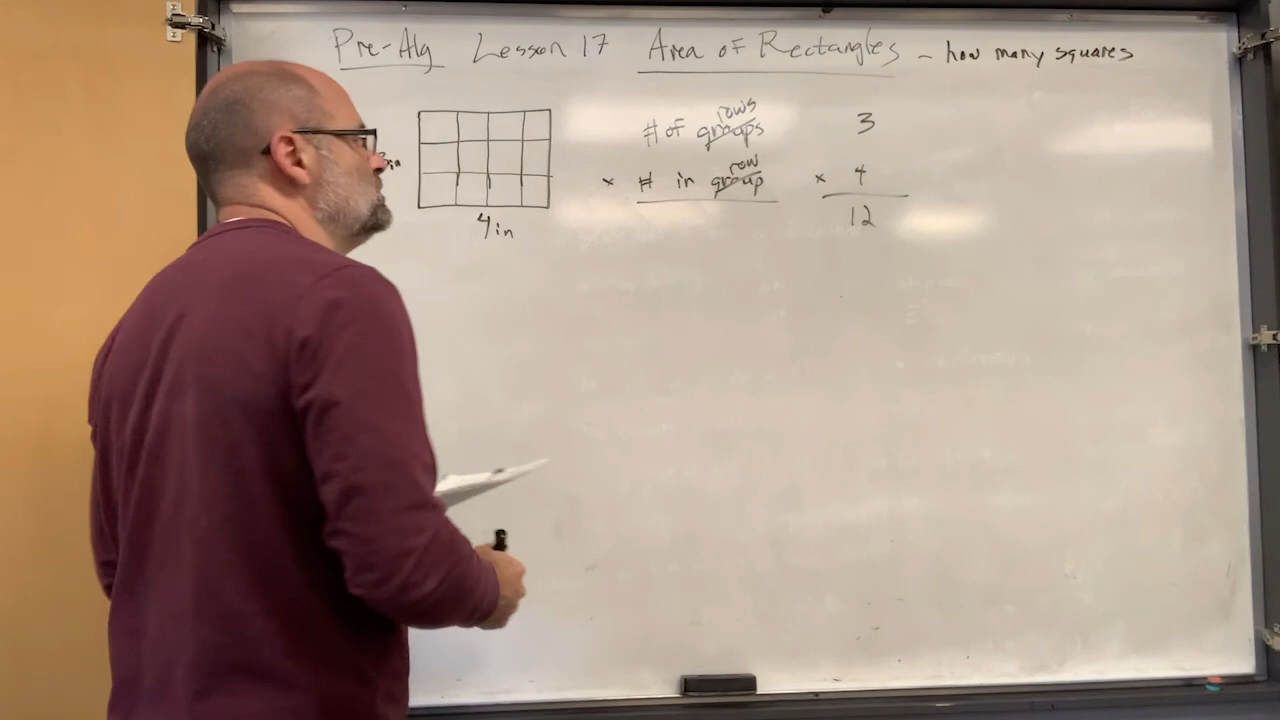 Pre-Alg Lesson 17 Area of Rectangles - how many squares
rows
# of groups 3
row
× # in group × 4
12
in
4in